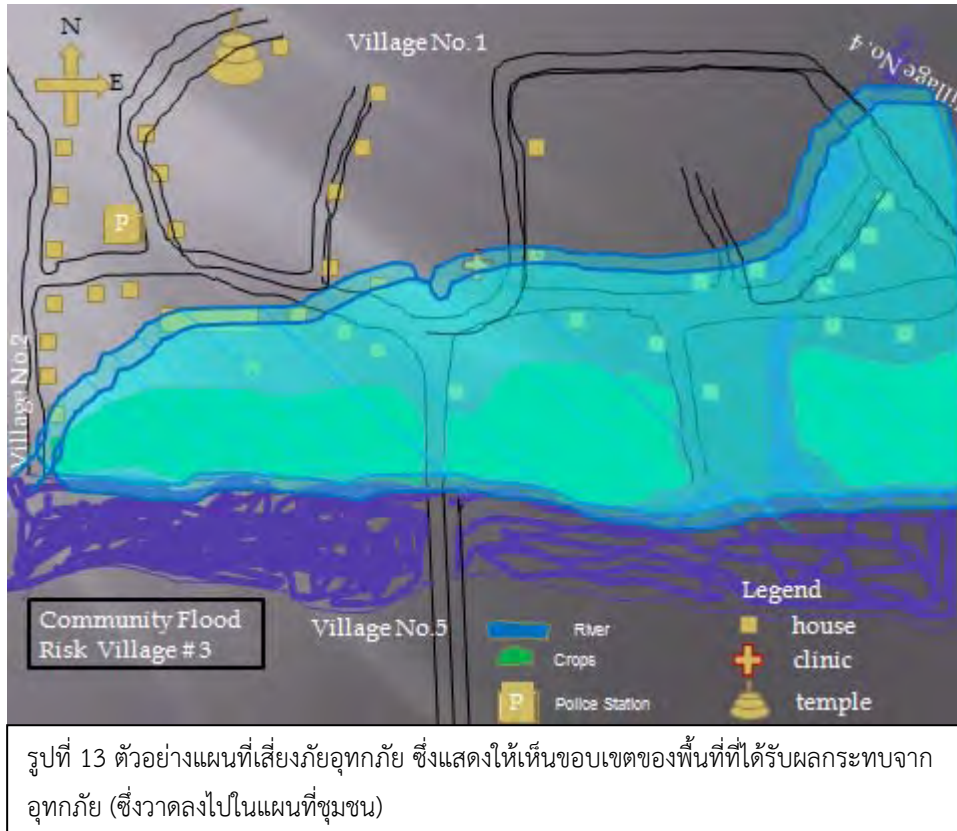 N
Village No. 1
Village No.4
E
P
Village No.2
Community Flood
Risk Village #3
Village No.5
Legend
River
house
Crops
clinic
P
Police Station
temple
รูปที่ 13 ตัวอย่างแผนที่เสี่ยงภัยอุทกภัย ซึ่งแสดงให้เห็นขอบเขตของพื้นที่ที่ได้รับผลกระทบจาก
อุทกภัย (ซึ่งวาดลงไปในแผนที่ชุมชน)